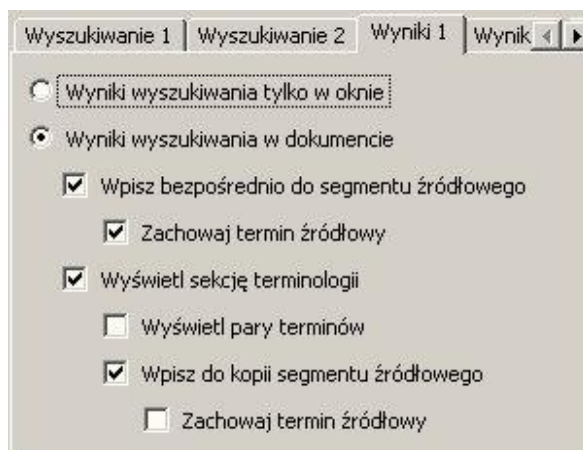 Wyszukiwanie 1 Wyszukiwanie 2 Wyniki 1 Wynik
Wyniki wyszukiwania tylko w oknie
Wyniki wyszukiwania w dokumencie
Wpisz bezpośrednio do segmentu źródłowego
Zachowaj termin źródłowy
Wyświetl sekcję terminologii
Wyświetl pary terminów
Wpisz do kopii segmentu źródłowego
Zachowaj termin źródłowy